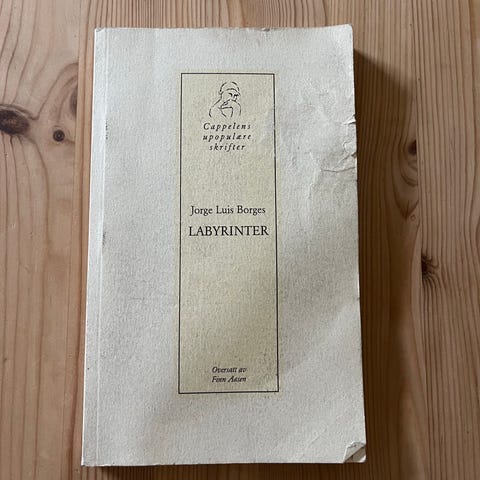 Cappelens
upopulære
skrifter
Jorge Luis Borges
LABYRINTER
Oversatt av
Finn Aasen